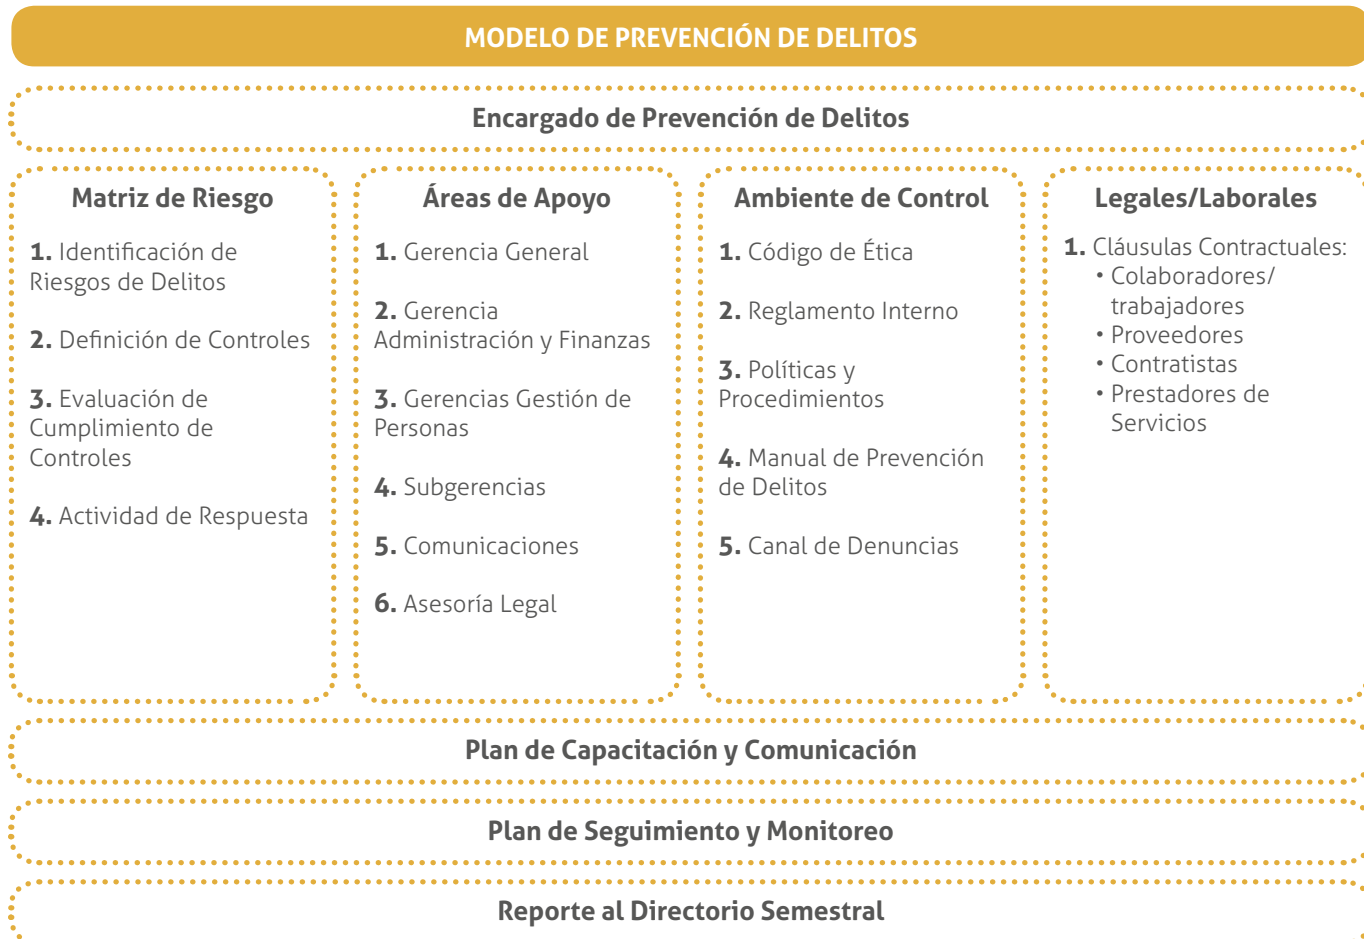 MODELO DE PREVENCIÓN DE DELITOS
Encargado de Prevención de Delitos
Matriz de Riesgo
1. Identificación de
Riesgos de Delitos
2. Definición de Controles
3. Evaluación de
Cumplimiento de
Controles
4. Actividad de Respuesta
Áreas de Apoyo
1. Gerencia General
2. Gerencia
Administración y Finanzas
3. Gerencias Gestión de
Personas
4. Subgerencias
5. Comunicaciones
6. Asesoría Legal
Ambiente de Control
1. Código de Ética
2. Reglamento Interno
3. Políticas y
Procedimientos
4. Manual de Prevención
de Delitos
5. Canal de Denuncias
Legales/Laborales
1. Cláusulas Contractuales:
• Colaboradores/
trabajadores
• Proveedores
• Contratistas
• Prestadores de
Servicios
Plan de Capacitación y Comunicación
Plan de Seguimiento y Monitoreo
Reporte al Directorio Semestral